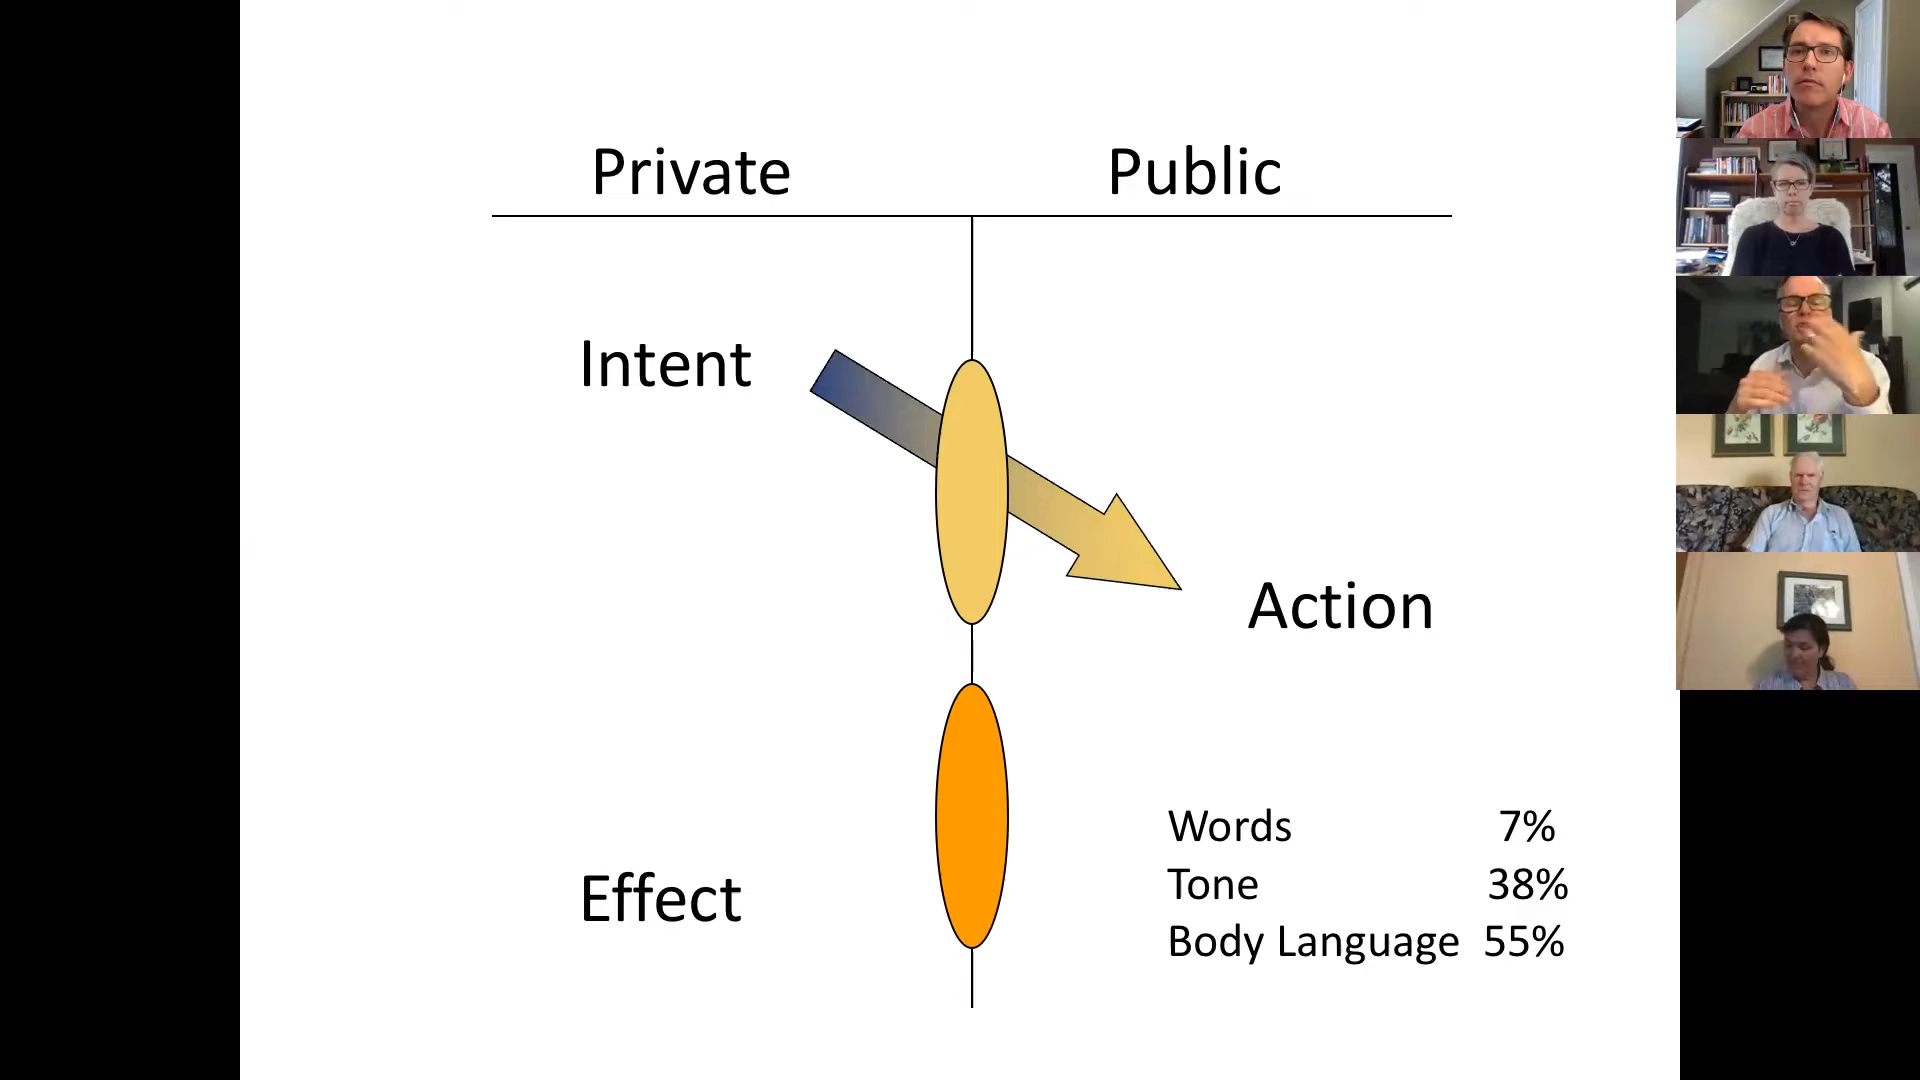 Private Public
Intent
Action
Effect
Words 7%
Tone 38%
Body Language 55%